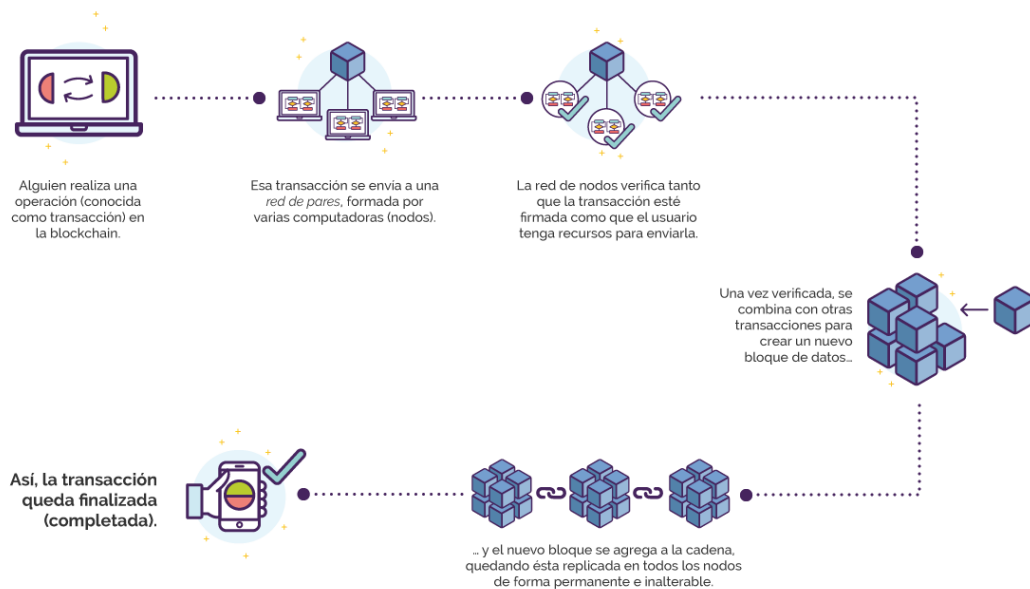 Alguien realiza una
operación (conocida
como transacción) en
la blockchain.
Esa transacción se envía a una
red de pares, formada por
varias computadoras (nodos).
La red de nodos verifica tanto
que la transacción esté
firmada como que el usuario
tenga recursos para enviarla.
Una vez verificada, se
combina con otras
transacciones para
crear un nuevo
bloque de datos…
… y el nuevo bloque se agrega a la cadena,
quedando ésta replicada en todos los nodos
de forma permanente e inalterable.
Así, la transacción
queda finalizada
(completada).